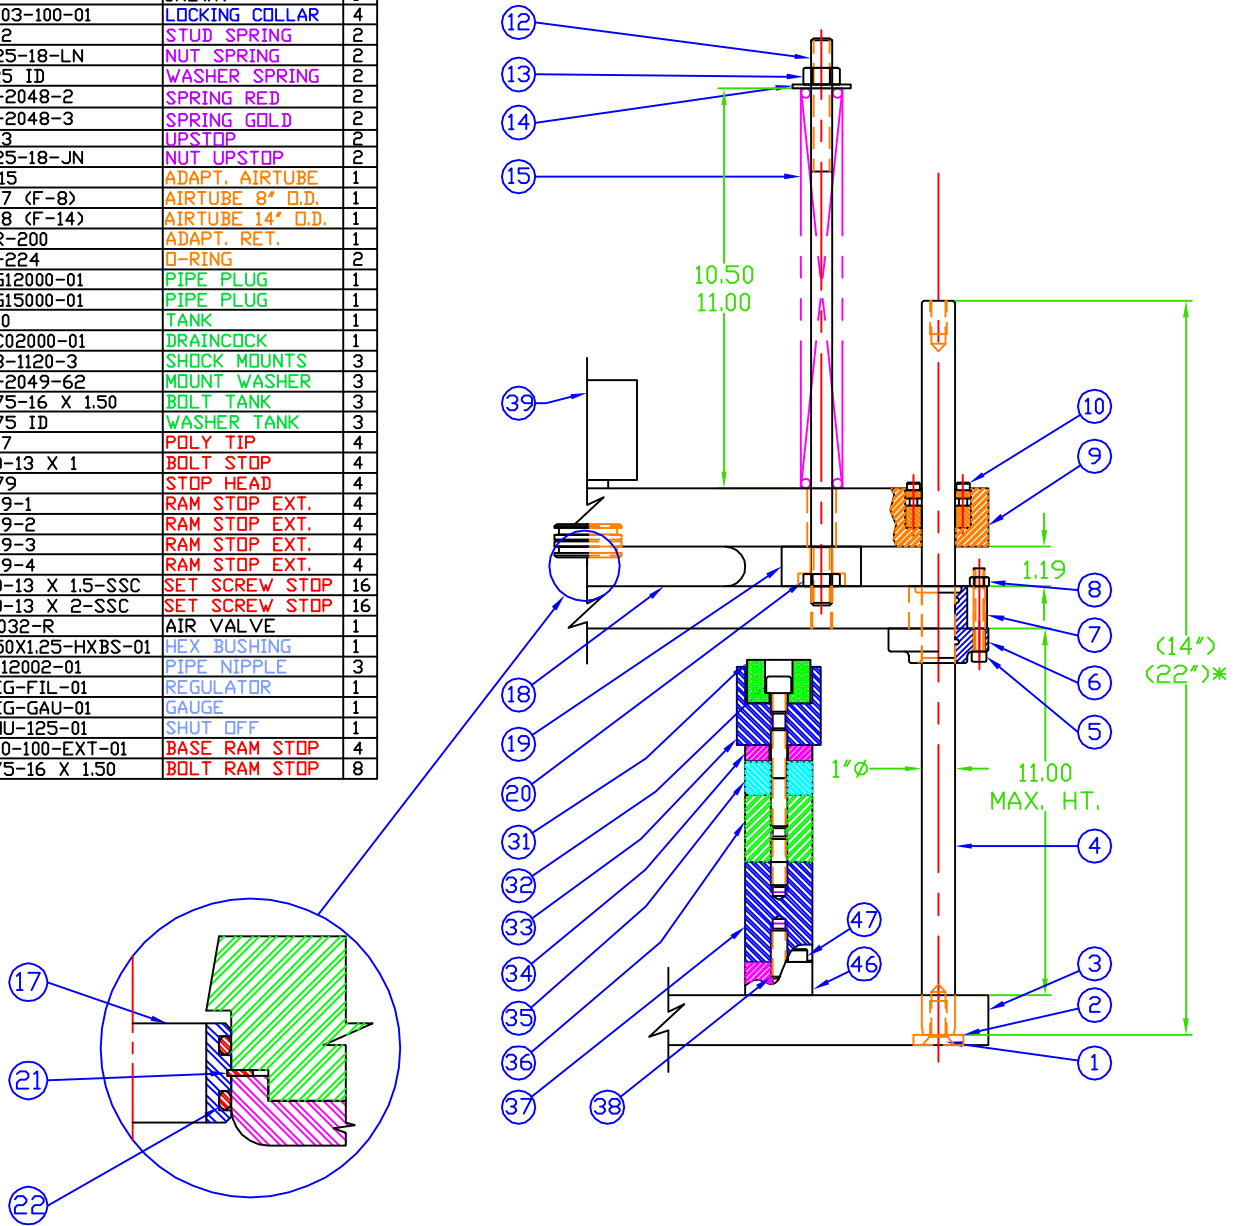 03-100-01 LOCKING COLLAR 4
2 STUD SPRING 2
25-18-LN NUT SPRING 2
25 ID WASHER SPRING 2
-2048-2 SPRING RED 2
-2048-3 SPRING GOLD 2
3 UPSTOP 2
25-18-JN NUT UPSTOP 2
15 ADAPT. AIRTUBE 1
7 (F-8) AIRTUBE 8" O.D. 1
8 (F-14) AIRTUBE 14" O.D. 1
R-200 ADAPT. RET. 1
-224 O-RING 2
G12000-01 PIPE PLUG 1
G15000-01 PIPE PLUG 1
0 TANK 1
C02000-01 DRAINCOCK 1
3-1120-3 SHOCK MOUNTS 3
-2049-62 MOUNT WASHER 3
75-16 X 1.50 BOLT TANK 3
75 ID WASHER TANK 3
7 POLY TIP 4
0-13 X 1 BOLT STOP 4
79 STOP HEAD 4
9-1 RAM STOP EXT. 4
9-2 RAM STOP EXT. 4
9-3 RAM STOP EXT. 4
9-4 RAM STOP EXT. 4
0-13 X 1.5-SSC SET SCREW STOP 16
0-13 X 2-SSC SET SCREW STOP 16
032-R AIR VALVE 1
50X1.25-HXBS-01 HEX BUSHING 1
12002-01 PIPE NIPPLE 3
EG-FIL-01 REGULATOR 1
EG-GAU-01 GAUGE 1
HU-125-01 SHUT OFF 1
0-100-EXT-01 BASE RAM STOP 4
75-16 X 1.50 BOLT RAM STOP 8
12
13
14
15
10.50
11.00
39
10
9
1.19
8
7
(14")
(22")*
6
5
18
19
20
1"Ø
11.00
MAX. HT.
31
4
32
33
47
34
46
3
17
35
2
36
1
21
37
38
22